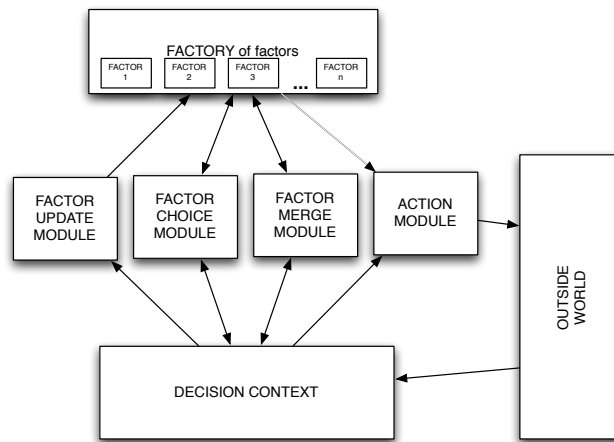 FACTORY of factors
FACTOR
1
FACTOR
2
FACTOR
3
...
FACTOR
n
FACTOR
UPDATE
MODULE
FACTOR
CHOICE
MODULE
FACTOR
MERGE
MODULE
ACTION
MODULE
OUTSIDE
WORLD
DECISION CONTEXT